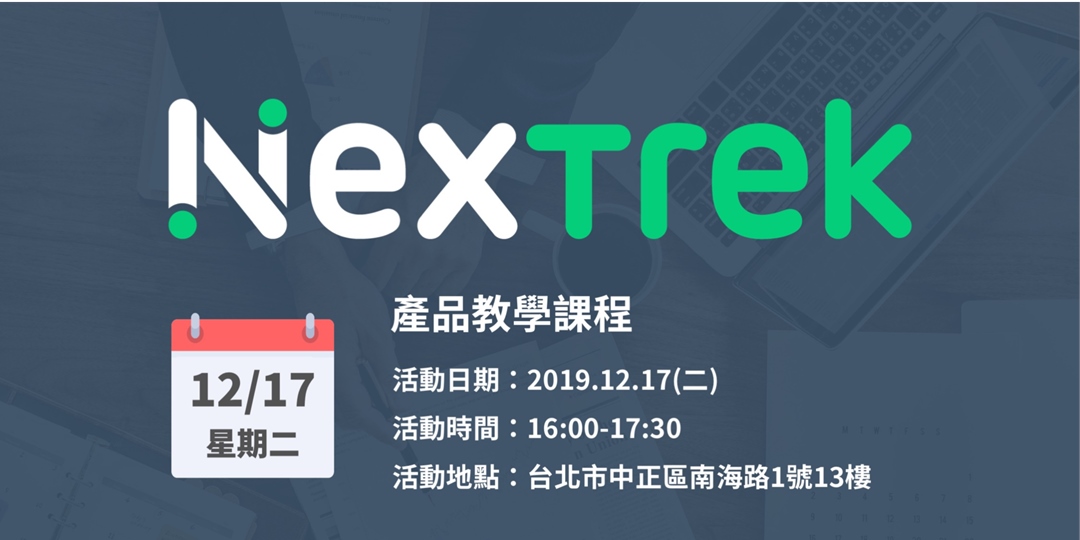 Nextrek
產品教學課程
12/17
星期二
活動日期：2019.12.17(二)
活動時間：16:00-17:30
活動地點：台北市中正區南海路1號13樓